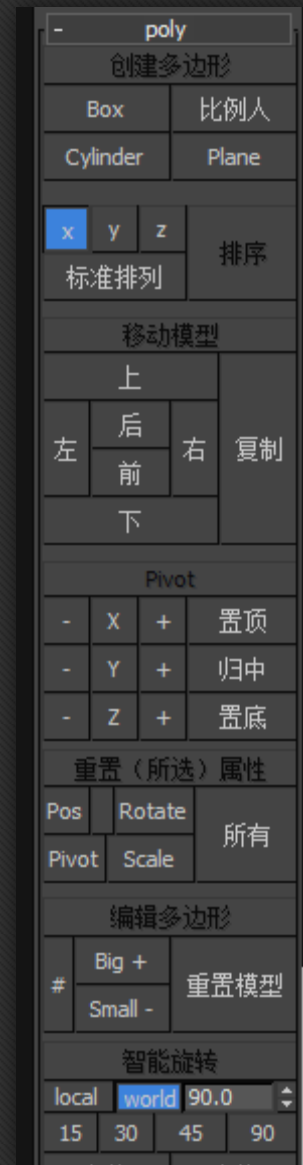 - poly
创建多边形
Box 比例人
Cylinder Plane
x y z 排序
标准排列
移动模型
上
左 后 右 复制
前
下
Pivot
- X + 置顶
- Y + 归中
- Z + 置底
重置（所选）属性
Pos Rotate 所有
Pivot Scale
编辑多边形
# Big + 重置模型
Small -
智能旋转
local world 90.0
15 30 45 90